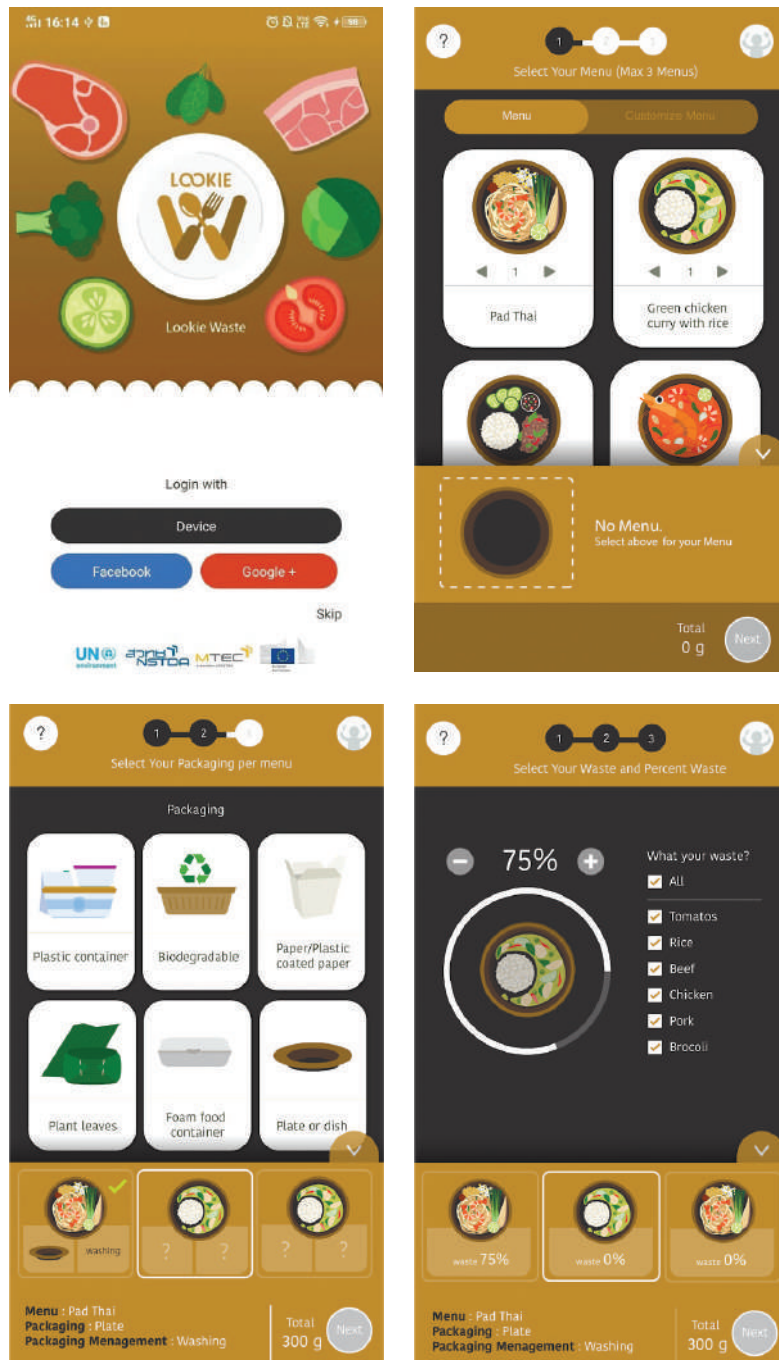 16:14
LOOKIE
Lookie Waste
Login with
Device
Facebook
Google +
Skip
UN
environment
NSTDA
MTEC
?
1
2
3
Select Your Menu (Max 3 Menus)
Menu
Customize Menu
1
1
Pad Thai
Green chicken
curry with rice
No Menu.
Select above for your Menu
Total
0 g
Next
?
1
2
3
Select Your Packaging per menu
Packaging
Plastic container
Biodegradable
Paper/Plastic
coated paper
Plant leaves
Foam food
container
Plate or dish
washing
?
?
?
?
Menu : Pad Thai
Packaging : Plate
Packaging Menagement : Washing
Total
300 g
Next
?
1
2
3
Select Your Waste and Percent Waste
75%
What your waste?
All
Tomatos
Rice
Beef
Chicken
Pork
Brocoli
waste 75%
waste 0%
waste 0%
Menu : Pad Thai
Packaging : Plate
Packaging Menagement : Washing
Total
300 g
Next